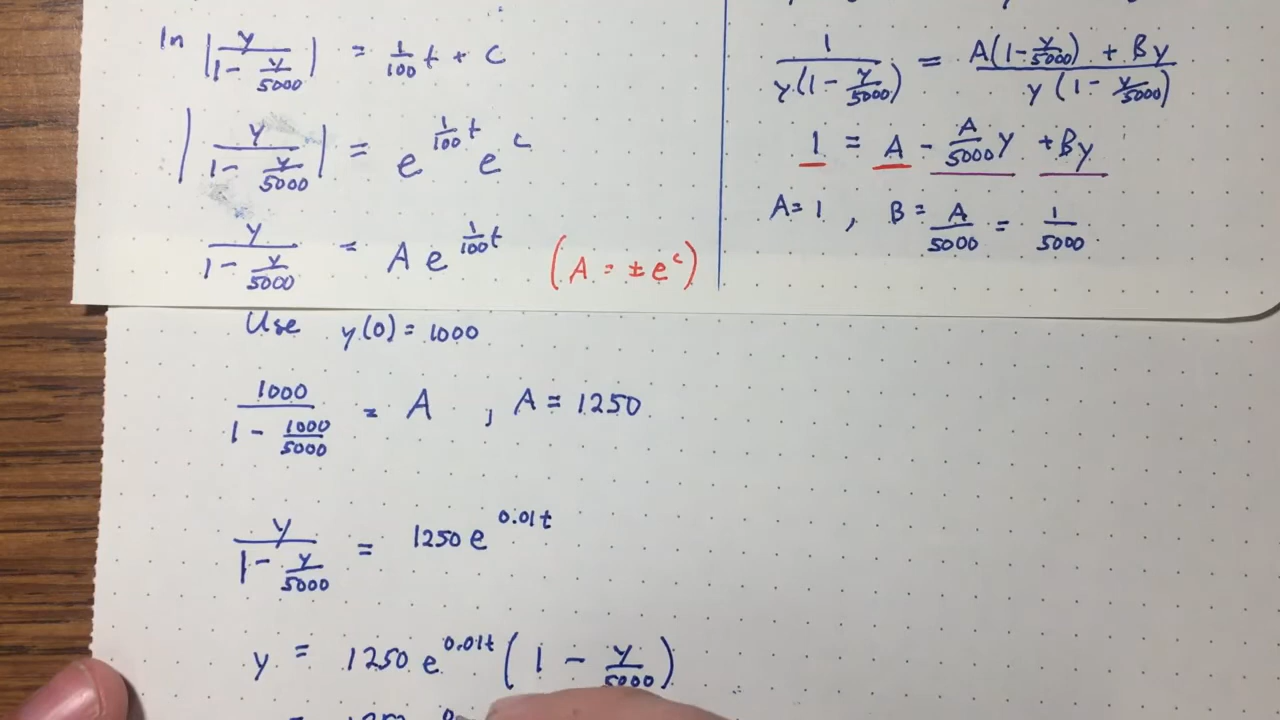 ln |y/(1 - y/5000)| = 1/100 t + C
|y/(1 - y/5000)| = e^(1/100 t) e^c
y/(1 - y/5000) = A e^(1/100 t) (A = ± e^c)
1/(y(1 - y/5000)) = (A(1 - y/5000) + By)/(y(1 - y/5000))
1 = A - A/5000 y + By
A = 1 , B = A/5000 = 1/5000
Use y(0) = 1000
1000/(1 - 1000/5000) = A , A = 1250
y/(1 - y/5000) = 1250 e^(0.01t)
y = 1250 e^(0.01t) (1 - y/5000)